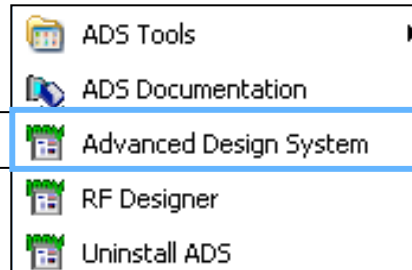 ADS Tools
ADS Documentation
Advanced Design System
RF Designer
Uninstall ADS